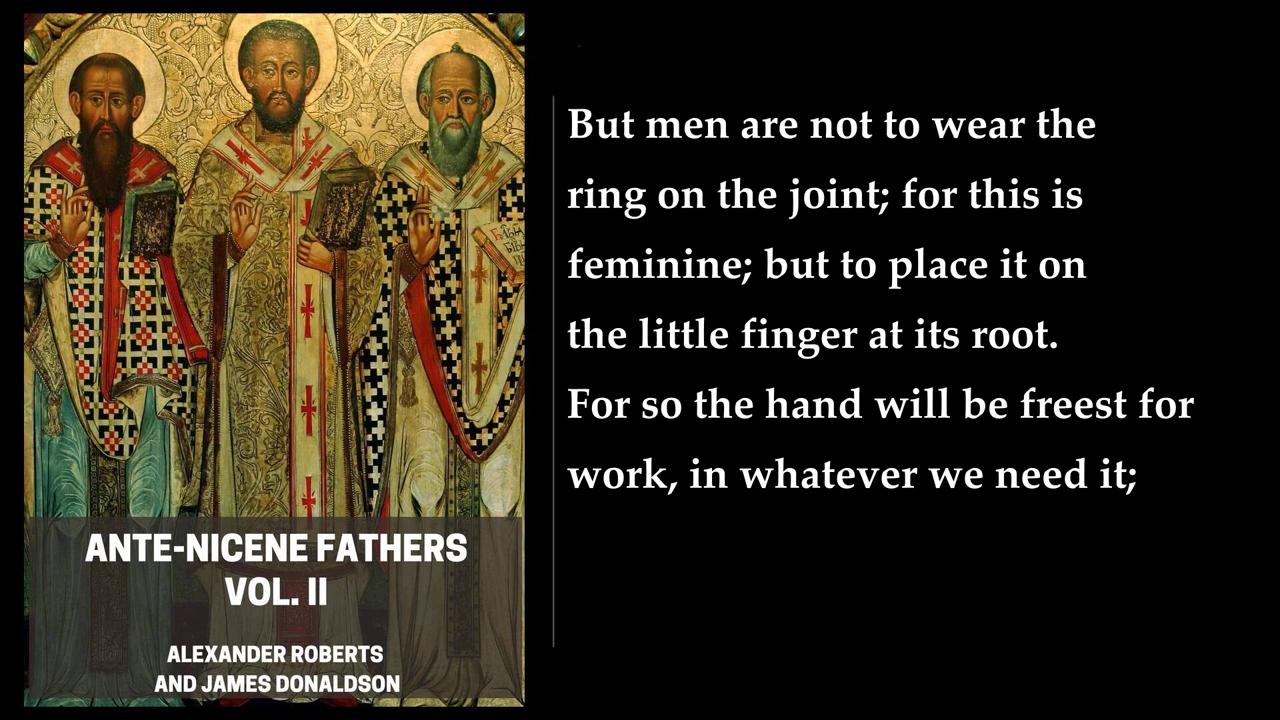 But men are not to wear the
ring on the joint; for this is
feminine; but to place it on
the little finger at its root.
For so the hand will be freest for
work, in whatever we need it;
ANTE-NICENE FATHERS
VOL. II
ALEXANDER ROBERTS
AND JAMES DONALDSON